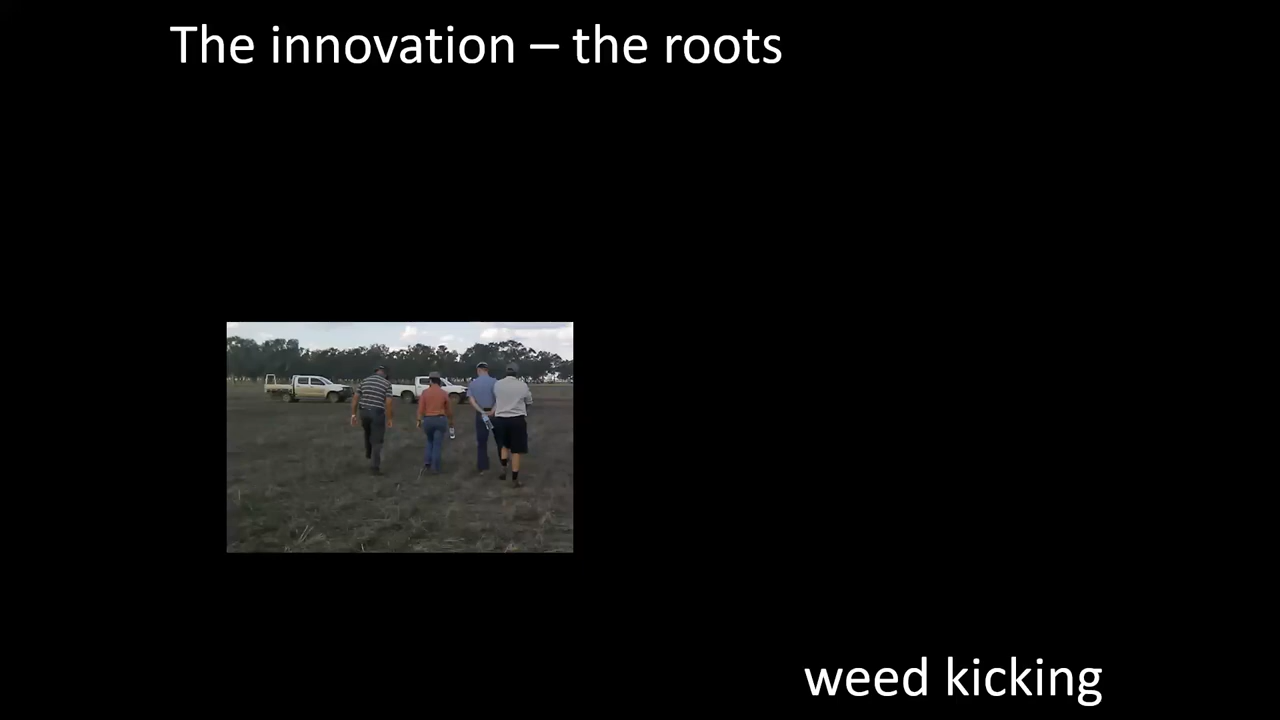 The innovation – the roots
weed kicking